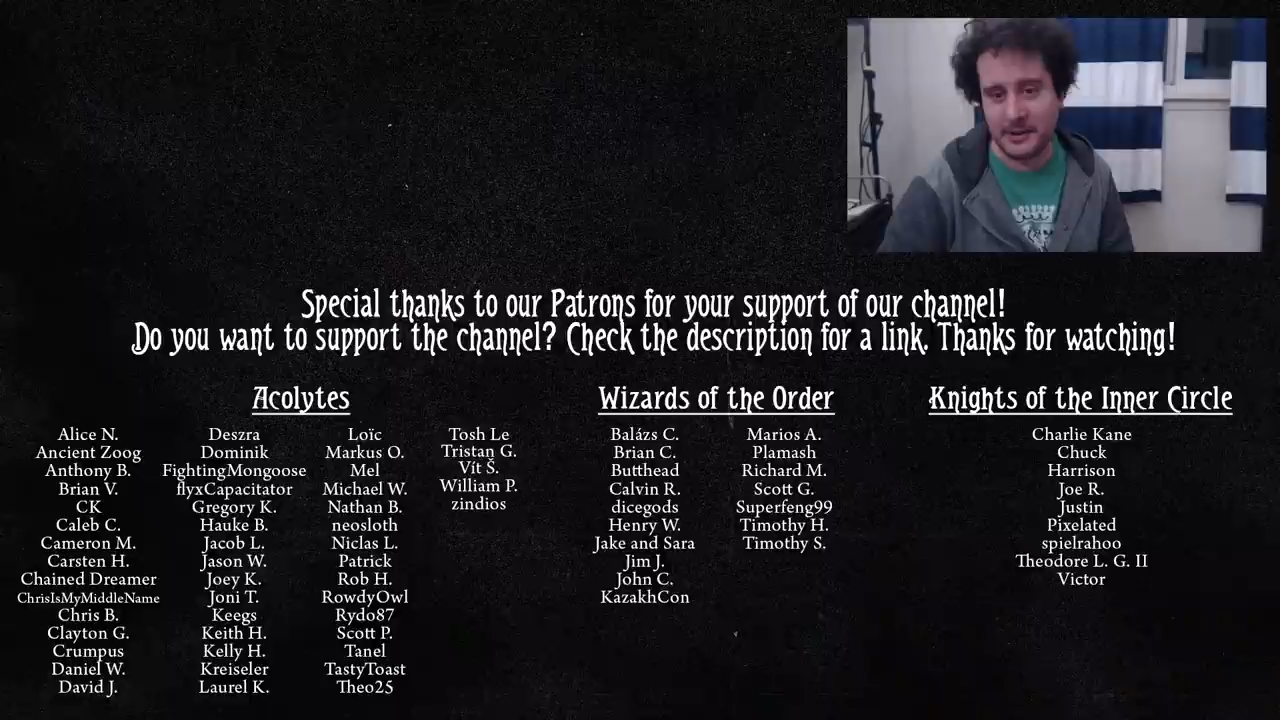 Special thanks to our Patrons for your support of our channel!
Do you want to support the channel? Check the description for a link. Thanks for watching!
Acolytes
Alice N.
Ancient Zoog
Anthony B.
Brian V.
CK
Caleb C.
Cameron M.
Carsten H.
Chained Dreamer
ChrisIsMyMiddleName
Chris B.
Clayton G.
Crumpus
Daniel W.
David J.
Deszra
Dominik
FightingMongoose
flyxCapacitator
Gregory K.
Hauke B.
Jacob L.
Jason W.
Joey K.
Joni T.
Keegs
Keith H.
Kelly H.
Kreiseler
Laurel K.
Loïc
Markus O.
Mel
Michael W.
Nathan B.
neosloth
Niclas L.
Patrick
Rob H.
RowdyOwl
Rydo87
Scott P.
Tanel
TastyToast
Theo25
Tosh Le
Tristan G.
Vít Š.
William P.
zindios
Wizards of the Order
Balázs C.
Brian C.
Butthead
Calvin R.
dicegods
Henry W.
Jake and Sara
Jim J.
John C.
KazakhCon
Marios A.
Plamash
Richard M.
Scott G.
Superfeng99
Timothy H.
Timothy S.
Knights of the Inner Circle
Charlie Kane
Chuck
Harrison
Joe R.
Justin
Pixelated
spielrahoo
Theodore L. G. II
Victor